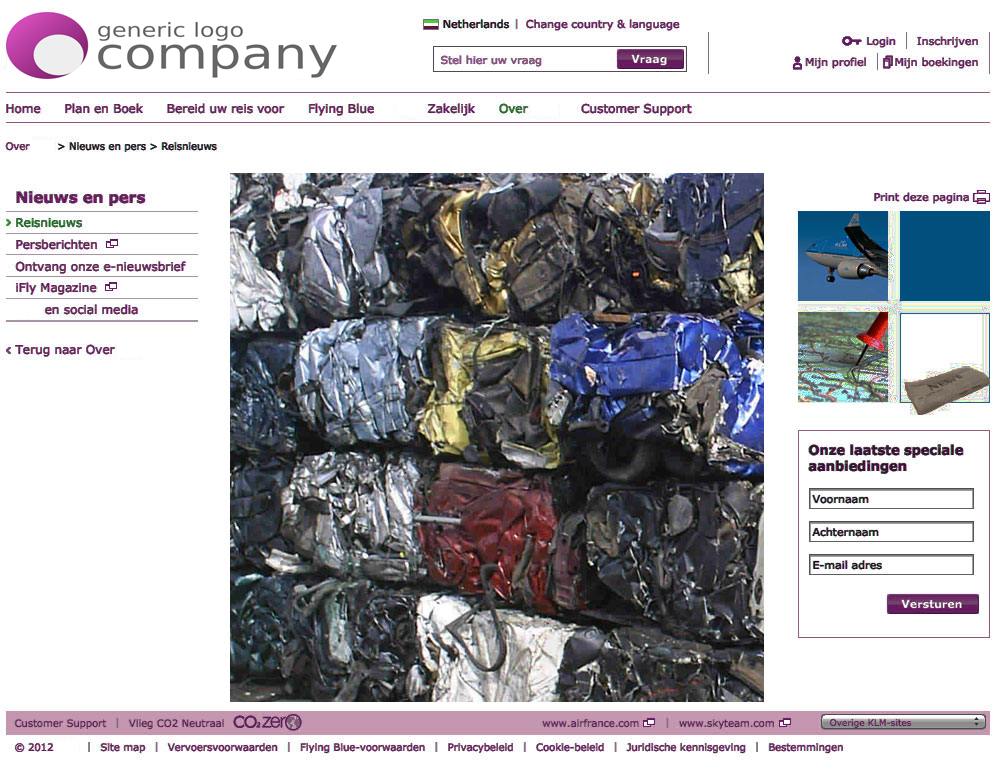 generic logo
company
Netherlands | Change country & language
Stel hier uw vraag
Vraag
Login | Inschrijven
Mijn profiel | Mijn boekingen
Home Plan en Boek Bereid uw reis voor Flying Blue Zakelijk Over Customer Support
Over > Nieuws en pers > Reisnieuws
Nieuws en pers
› Reisnieuws
Persberichten
Ontvang onze e-nieuwsbrief
iFly Magazine
en social media
‹ Terug naar Over
Print deze pagina
KLM
NEWS
Onze laatste speciale
aanbiedingen
Voornaam
Achternaam
E-mail adres
Versturen
Customer Support | Vlieg CO2 Neutraal CO2ZERO
www.airfrance.com | www.skyteam.com
Overige KLM-sites
© 2012 | Site map | Vervoersvoorwaarden | Flying Blue-voorwaarden | Privacybeleid | Cookie-beleid | Juridische kennisgeving | Bestemmingen